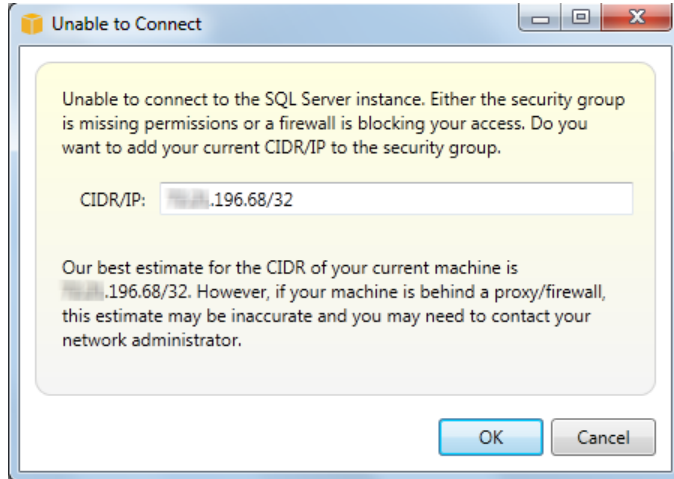 Unable to Connect
Unable to connect to the SQL Server instance. Either the security group
is missing permissions or a firewall is blocking your access. Do you
want to add your current CIDR/IP to the security group.
CIDR/IP: .196.68/32
Our best estimate for the CIDR of your current machine is
.196.68/32. However, if your machine is behind a proxy/firewall,
this estimate may be inaccurate and you may need to contact your
network administrator.
OK Cancel